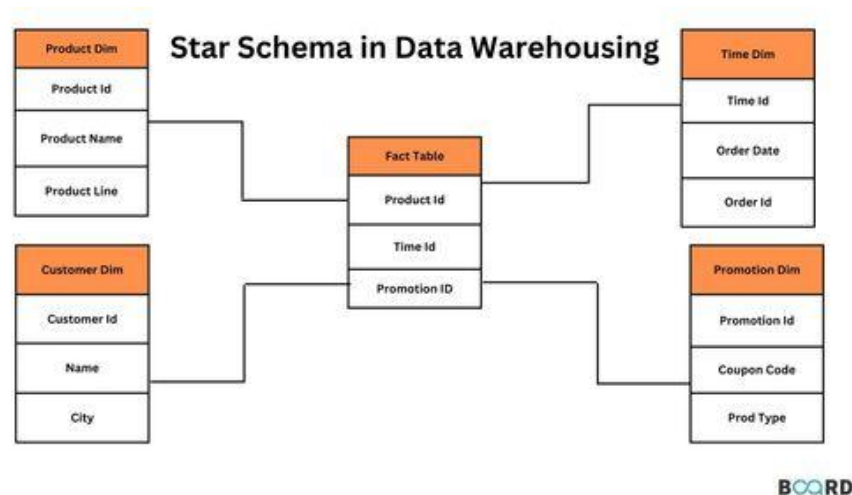 Star Schema in Data Warehousing
Product Dim
Product Id
Product Name
Product Line
Customer Dim
Customer Id
Name
City
Fact Table
Product Id
Time Id
Promotion ID
Time Dim
Time Id
Order Date
Order Id
Promotion Dim
Promotion Id
Coupon Code
Prod Type
BOARD